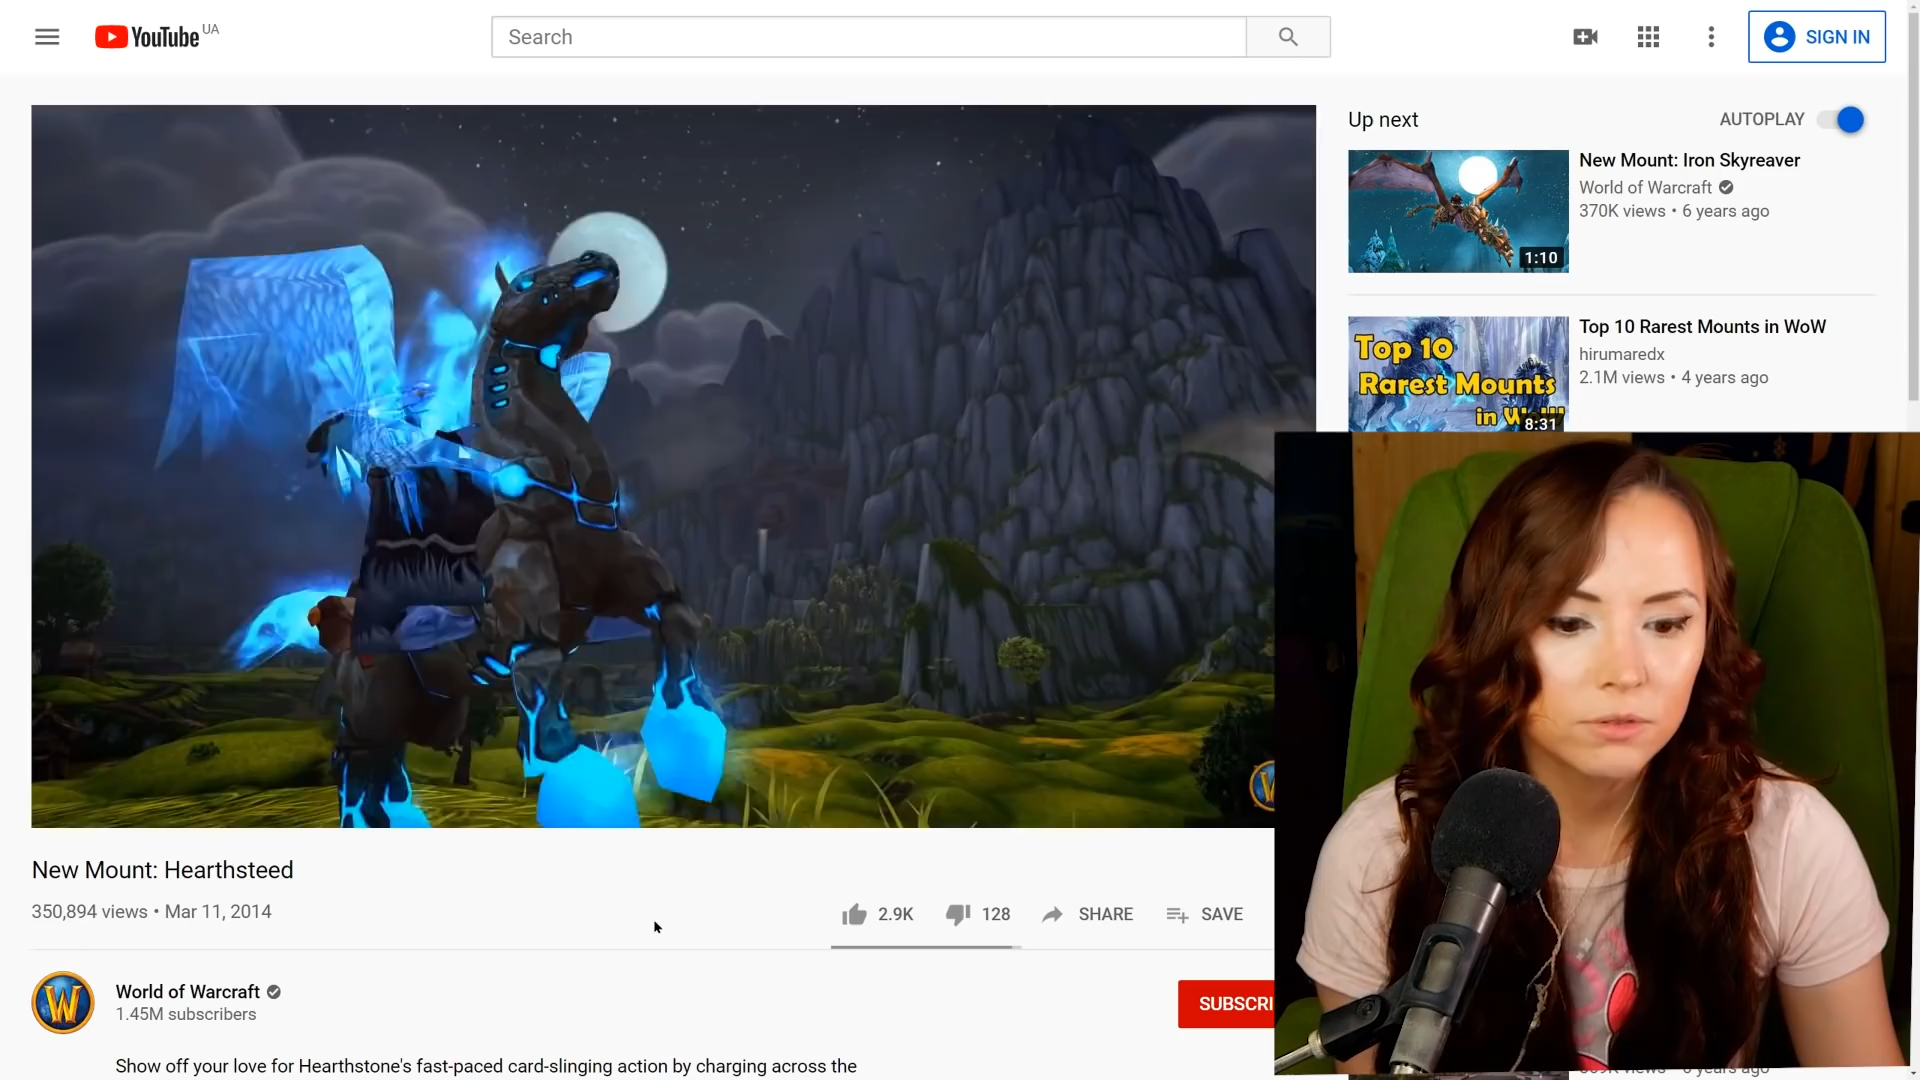 YouTube UA
Search
SIGN IN
Up next
AUTOPLAY
New Mount: Iron Skyreaver
World of Warcraft
370K views • 6 years ago
1:10
Top 10 Rarest Mounts in WoW
hirumaredx
2.1M views • 4 years ago
Top 10
Rarest Mounts
in
8:31
New Mount: Hearthsteed
350,894 views • Mar 11, 2014
2.9K
128
SHARE
SAVE
World of Warcraft
1.45M subscribers
SUBSCRI
Show off your love for Hearthstone's fast-paced card-slinging action by charging across the